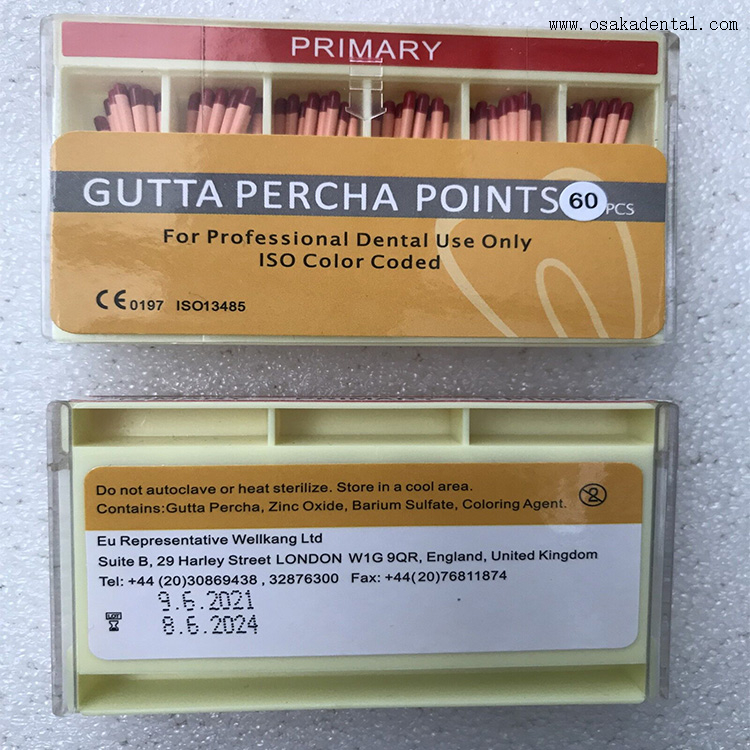 www.osakadental.com
PRIMARY
GUTTA PERCHA POINTS 60 PCS
For Professional Dental Use Only
ISO Color Coded
CE 0197 ISO13485
Do not autoclave or heat sterilize. Store in a cool area.
Contains:Gutta Percha, Zinc Oxide, Barium Sulfate, Coloring Agent. 2
Eu Representative Wellkang Ltd
Suite B, 29 Harley Street LONDON W1G 9QR, England, United Kingdom
Tel: +44 (20)30869438 , 32876300 Fax: +44(20)76811874
LOT 9.6.2021
8.6.2024